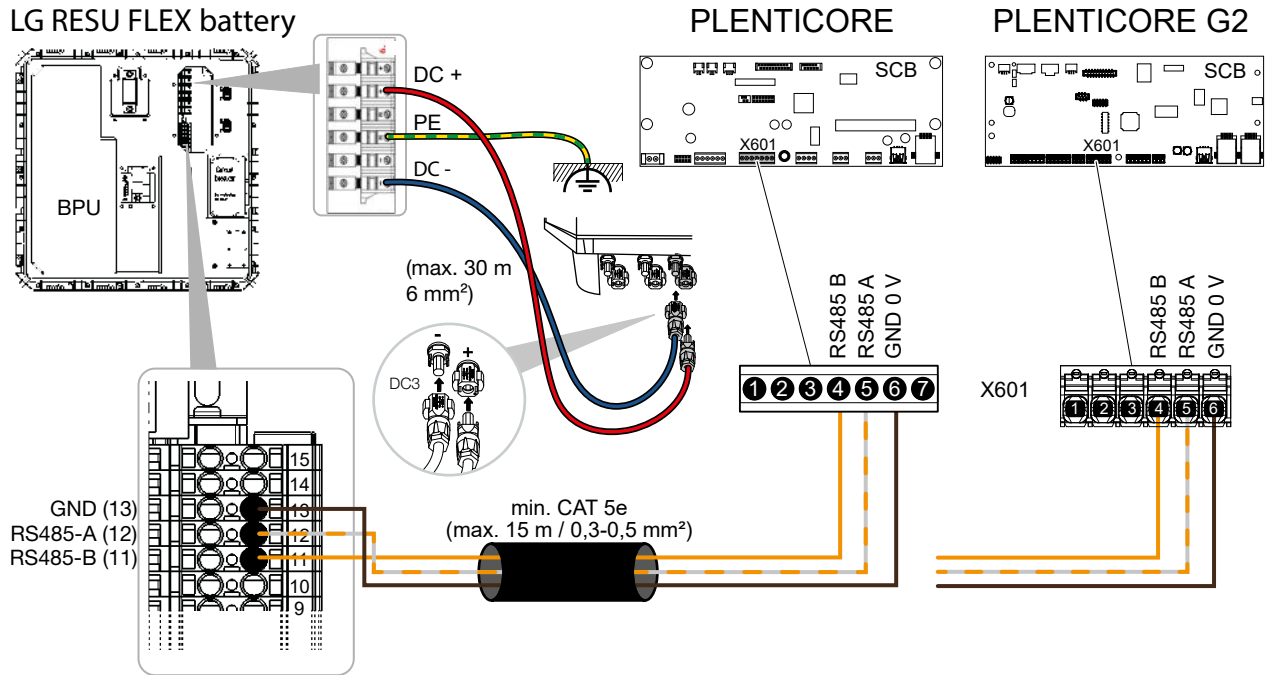 LG RESU FLEX battery
PLENTICORE
PLENTICORE G2
DC +
PE
DC -
BPU
SCB
X601
SCB
X601
(max. 30 m
6 mm²)
-
+
DC3
RS485 B
RS485 A
GND 0 V
RS485 B
RS485 A
GND 0 V
1 2 3 4 5 6 7
X601
1 2 3 4 5 6
15
14
GND (13)
13
RS485-A (12)
12
RS485-B (11)
11
10
9
min. CAT 5e
(max. 15 m / 0,3-0,5 mm²)